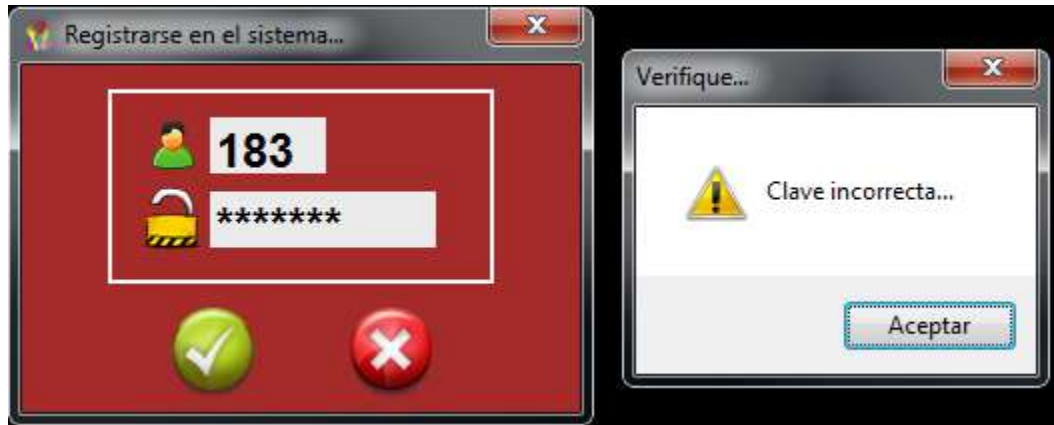 Registrarse en el sistema...
183
*******
Verifique...
Clave incorrecta...
Aceptar